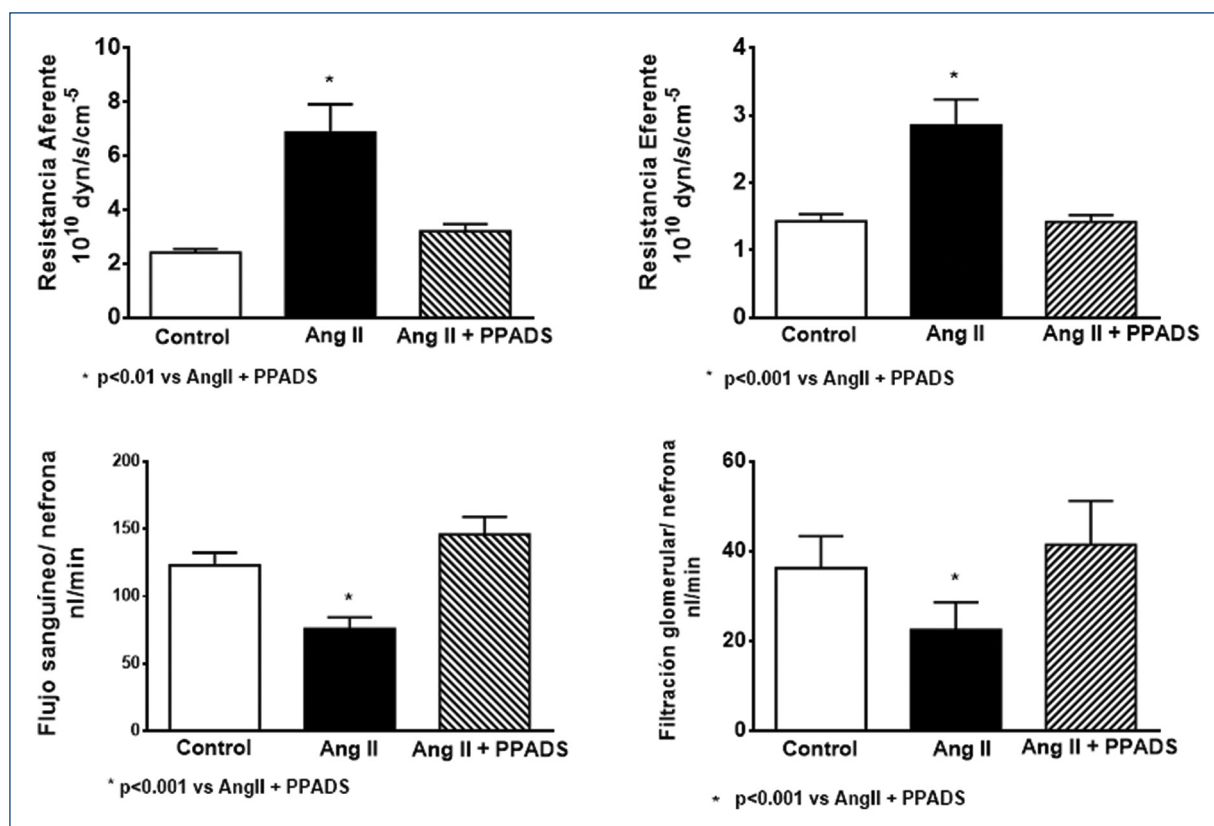 Resistancia Aferente
10¹⁰ dyn/s/cm⁻⁵
10
8
6
4
2
0
*
Control
Ang II
Ang II + PPADS
* p<0.01 vs AngII + PPADS
Resistancia Eferente
10¹⁰ dyn/s/cm⁻⁵
4
3
2
1
0
*
Control
Ang II
Ang II + PPADS
* p<0.001 vs AngII + PPADS
Flujo sanguíneo/ nefrona
nl/min
200
150
100
50
0
*
Control
Ang II
Ang II + PPADS
* p<0.001 vs AngII + PPADS
Filtración glomerular/ nefrona
nl/min
60
40
20
0
*
Control
Ang II
Ang II + PPADS
* p<0.001 vs AngII + PPADS